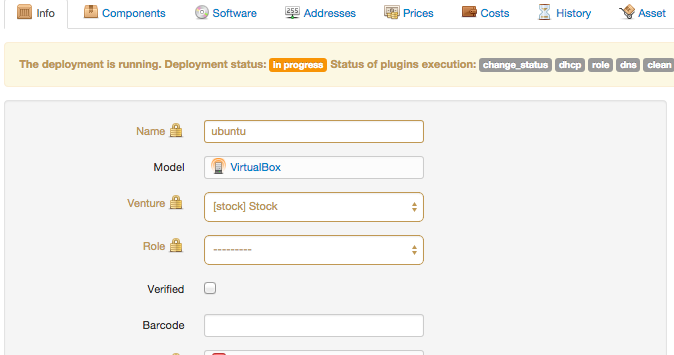 Info Components Software 255 Addresses Prices Costs History Asset
The deployment is running. Deployment status: in progress Status of plugins execution: change_status dhcp role dns clean
Name ubuntu
Model VirtualBox
Venture [stock] Stock
Role ---------
Verified
Barcode